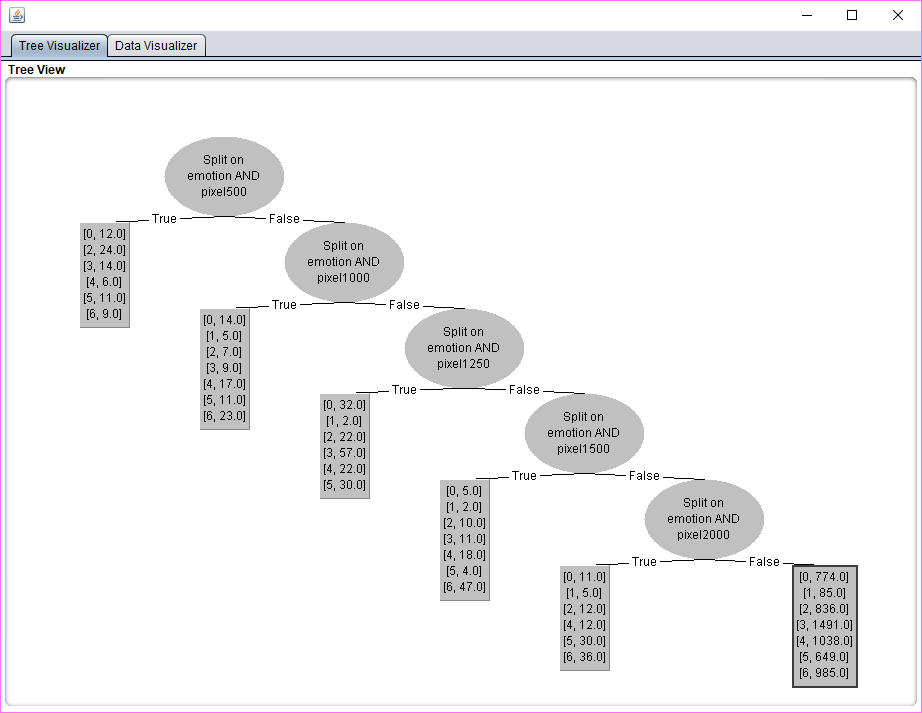 Tree Visualizer
Data Visualizer
Tree View
Split on
emotion AND
pixel500
True
False
[0, 12.0]
[2, 24.0]
[3, 14.0]
[4, 6.0]
[5, 11.0]
[6, 9.0]
Split on
emotion AND
pixel1000
True
False
[0, 14.0]
[1, 5.0]
[2, 7.0]
[3, 9.0]
[4, 17.0]
[5, 11.0]
[6, 23.0]
Split on
emotion AND
pixel1250
True
False
[0, 32.0]
[1, 2.0]
[2, 22.0]
[3, 57.0]
[4, 22.0]
[5, 30.0]
Split on
emotion AND
pixel1500
True
False
[0, 5.0]
[1, 2.0]
[2, 10.0]
[3, 11.0]
[4, 18.0]
[5, 4.0]
[6, 47.0]
Split on
emotion AND
pixel2000
True
False
[0, 11.0]
[1, 5.0]
[2, 12.0]
[4, 12.0]
[5, 30.0]
[6, 36.0]
[0, 774.0]
[1, 85.0]
[2, 836.0]
[3, 1491.0]
[4, 1038.0]
[5, 649.0]
[6, 985.0]